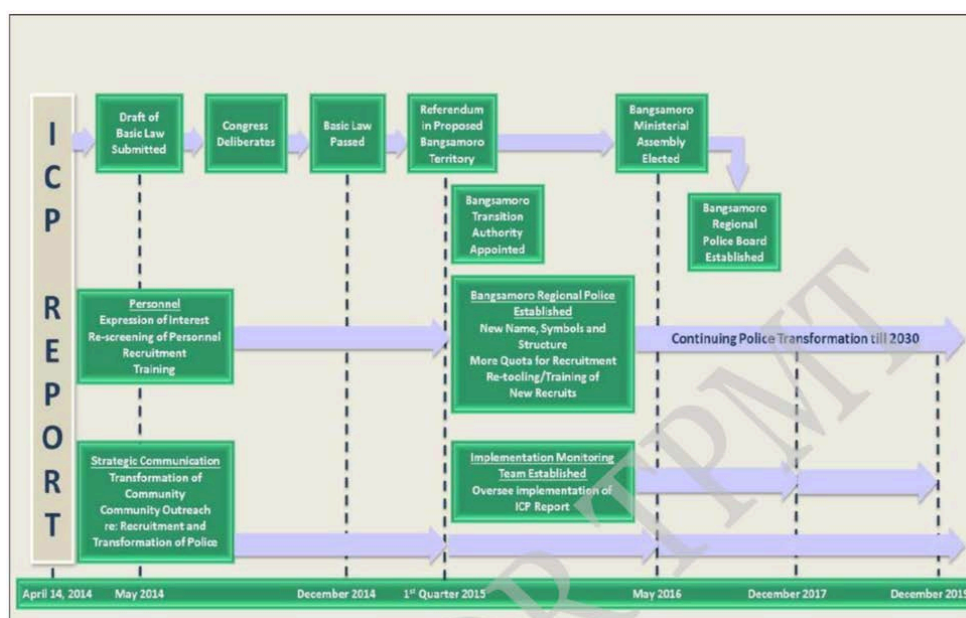 ICP REPORT
Draft of
Basic Law
Submitted
Congress
Deliberates
Basic Law
Passed
Referendum
in Proposed
Bangsamoro
Territory
Bangsamoro
Ministerial
Assembly
Elected
Bangsamoro
Transition
Authority
Appointed
Bangsamoro
Regional
Police Board
Established
Personnel
Expression of Interest
Re-screening of Personnel
Recruitment
Training
Bangsamoro Regional Police
Established
New Name, Symbols and
Structure
More Quota for Recruitment
Re-tooling/Training of
New Recruits
Continuing Police Transformation till 2030
Strategic Communication
Transformation of
Community
Community Outreach
re: Recruitment and
Transformation of Police
Implementation Monitoring
Team Established
Oversee implementation of
ICP Report
April 14, 2014
May 2014
December 2014
1st Quarter 2015
May 2016
December 2017
December 2019